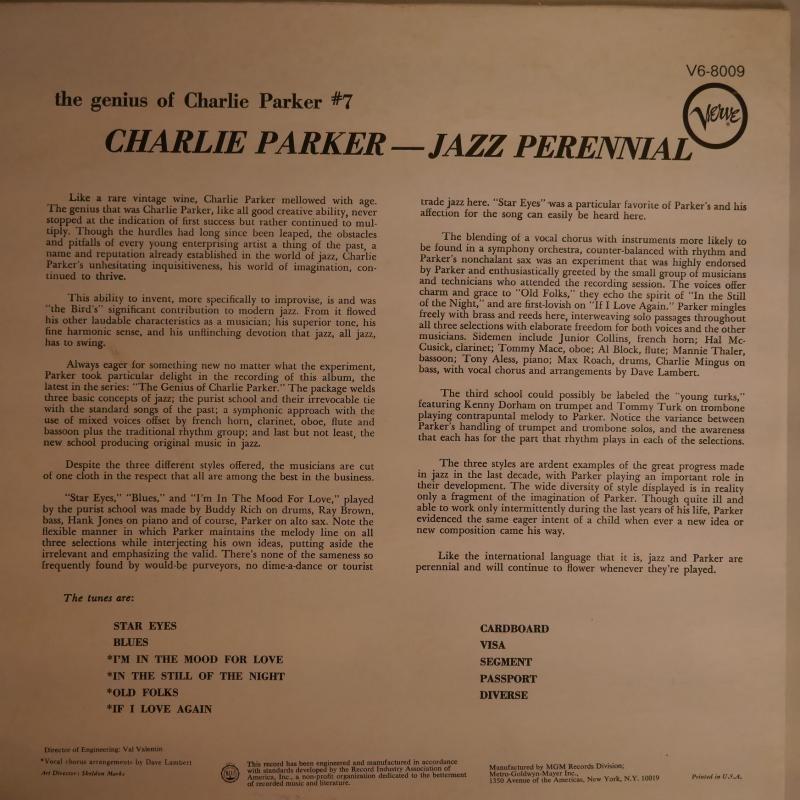 V6-8009
the genius of Charlie Parker #7
Verve
CHARLIE PARKER — JAZZ PERENNIAL
Like a rare vintage wine, Charlie Parker mellowed with age.
The genius that was Charlie Parker, like all good creative ability, never
stopped at the indication of first success but rather continued to mul-
tiply. Though the hurdles had long since been leaped, the obstacles
and pitfalls of every young enterprising artist a thing of the past, a
name and reputation already established in the world of jazz, Charlie
Parker's unhesitating inquisitiveness, his world of imagination, con-
tinued to thrive.
This ability to invent, more specifically to improvise, is and was
"the Bird's" significant contribution to modern jazz. From it flowed
his other laudable characteristics as a musician; his superior tone, his
fine harmonic sense, and his unflinching devotion that jazz, all jazz,
has to swing.
Always eager for something new no matter what the experiment,
Parker took particular delight in the recording of this album, the
latest in the series: "The Genius of Charlie Parker." The package welds
three basic concepts of jazz; the purist school and their irrevocable tie
with the standard songs of the past; a symphonic approach with the
use of mixed voices offset by french horn, clarinet, oboe, flute and
bassoon plus the traditional rhythm group; and last but not least, the
new school producing original music in jazz.
Despite the three different styles offered, the musicians are cut
of one cloth in the respect that all are among the best in the business.
"Star Eyes," "Blues," and "I'm In The Mood For Love," played
by the purist school was made by Buddy Rich on drums, Ray Brown,
bass, Hank Jones on piano and of course, Parker on alto sax. Note the
flexible manner in which Parker maintains the melody line on all
three selections while interjecting his own ideas, putting aside the
irrelevant and emphasizing the valid. There's none of the sameness so
frequently found by would-be purveyors, no dime-a-dance or tourist
trade jazz here. "Star Eyes" was a particular favorite of Parker's and his
affection for the song can easily be heard here.
The blending of a vocal chorus with instruments more likely to
be found in a symphony orchestra, counter-balanced with rhythm and
Parker's nonchalant sax was an experiment that was highly endorsed
by Parker and enthusiastically greeted by the small group of musicians
and technicians who attended the recording session. The voices offer
charm and grace to "Old Folks," they echo the spirit of "In the Still
of the Night," and are first-lovish on "If I Love Again." Parker mingles
freely with brass and reeds here, interweaving solo passages throughout
all three selections with elaborate freedom for both voices and the other
musicians. Sidemen include Junior Collins, french horn; Hal Mc-
Cusick, clarinet; Tommy Mace, oboe; Al Block, flute; Mannie Thaler,
bassoon; Tony Aless, piano; Max Roach, drums, Charlie Mingus on
bass, with vocal chorus and arrangements by Dave Lambert.
The third school could possibly be labeled the "young turks,"
featuring Kenny Dorham on trumpet and Tommy Turk on trombone
playing contrapuntal melody to Parker. Notice the variance between
Parker's handling of trumpet and trombone solos, and the awareness
that each has for the part that rhythm plays in each of the selections.
The three styles are ardent examples of the great progress made
in jazz in the last decade, with Parker playing an important role in
their development. The wide diversity of style displayed is in reality
only a fragment of the imagination of Parker. Though quite ill and
able to work only intermittently during the last years of his life, Parker
evidenced the same eager intent of a child when ever a new idea or
new composition came his way.
Like the international language that it is, jazz and Parker are
perennial and will continue to flower whenever they're played.
The tunes are:
STAR EYES
BLUES
*I'M IN THE MOOD FOR LOVE
*IN THE STILL OF THE NIGHT
*OLD FOLKS
*IF I LOVE AGAIN
CARDBOARD
VISA
SEGMENT
PASSPORT
DIVERSE
Director of Engineering: Val Valentin
*Vocal chorus arrangements by Dave Lambert
Art Director: Sheldon Marks
This record has been engineered and manufactured in accordance
with standards developed by the Record Industry Association of
America, Inc., a non-profit organization dedicated to the betterment
of recorded music and literature.
Manufactured by MGM Records Division;
Metro-Goldwyn-Mayer Inc.,
1350 Avenue of the Americas, New York, N.Y. 10019
Printed in U.S.A.